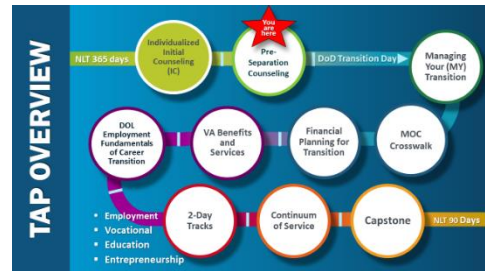 TAP OVERVIEW
NLT 365 days
Individualized
Initial
Counseling
(IC)
You
are
here
Pre-
Separation
Counseling
DoD Transition Day
Managing
Your (MY)
Transition
DOL
Employment
Fundamentals
of Career
Transition
VA Benefits
and
Services
Financial
Planning for
Transition
MOC
Crosswalk
• Employment
• Vocational
• Education
• Entrepreneurship
2-Day
Tracks
Continuum
of Service
Capstone
NLT 90 Days